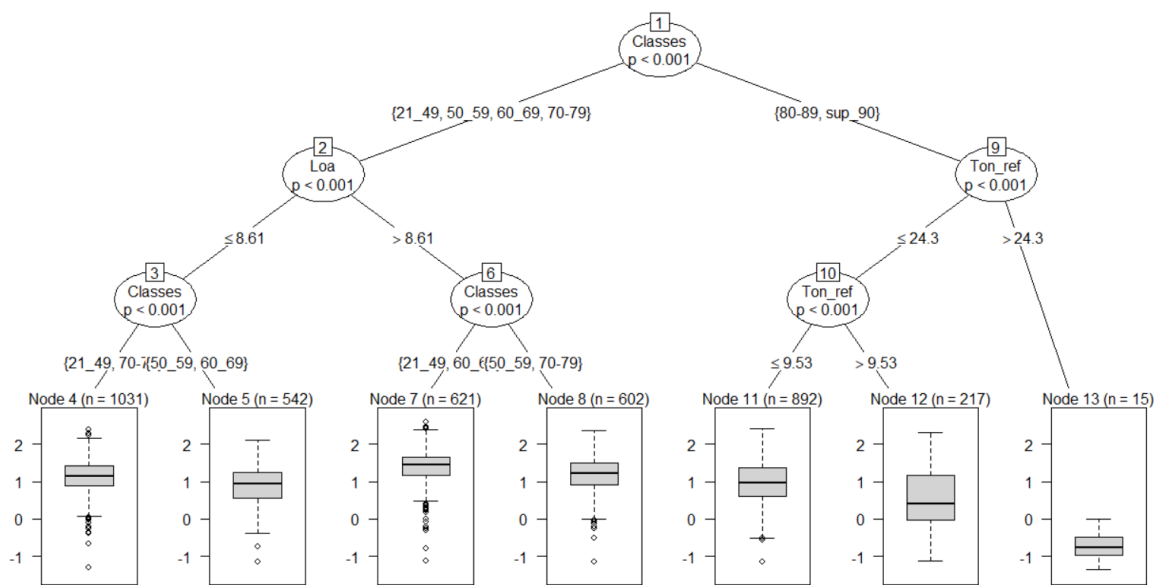 1
Classes
p < 0.001
{21_49, 50_59, 60_69, 70-79}
{80-89, sup_90}
2
Loa
p < 0.001
9
Ton_ref
p < 0.001
≤ 8.61
> 8.61
≤ 24.3
> 24.3
3
Classes
p < 0.001
6
Classes
p < 0.001
10
Ton_ref
p < 0.001
{21_49, 70-
{50_59, 60_69}
{21_49, 60_
{50_59, 70-79}
≤ 9.53
> 9.53
Node 4 (n = 1031)
Node 5 (n = 542)
Node 7 (n = 621)
Node 8 (n = 602)
Node 11 (n = 892)
Node 12 (n = 217)
Node 13 (n = 15)
2 2 2 2 2 2 2
1 1 1 1 1 1 1
0 0 0 0 0 0 0
-1 -1 -1 -1 -1 -1 -1